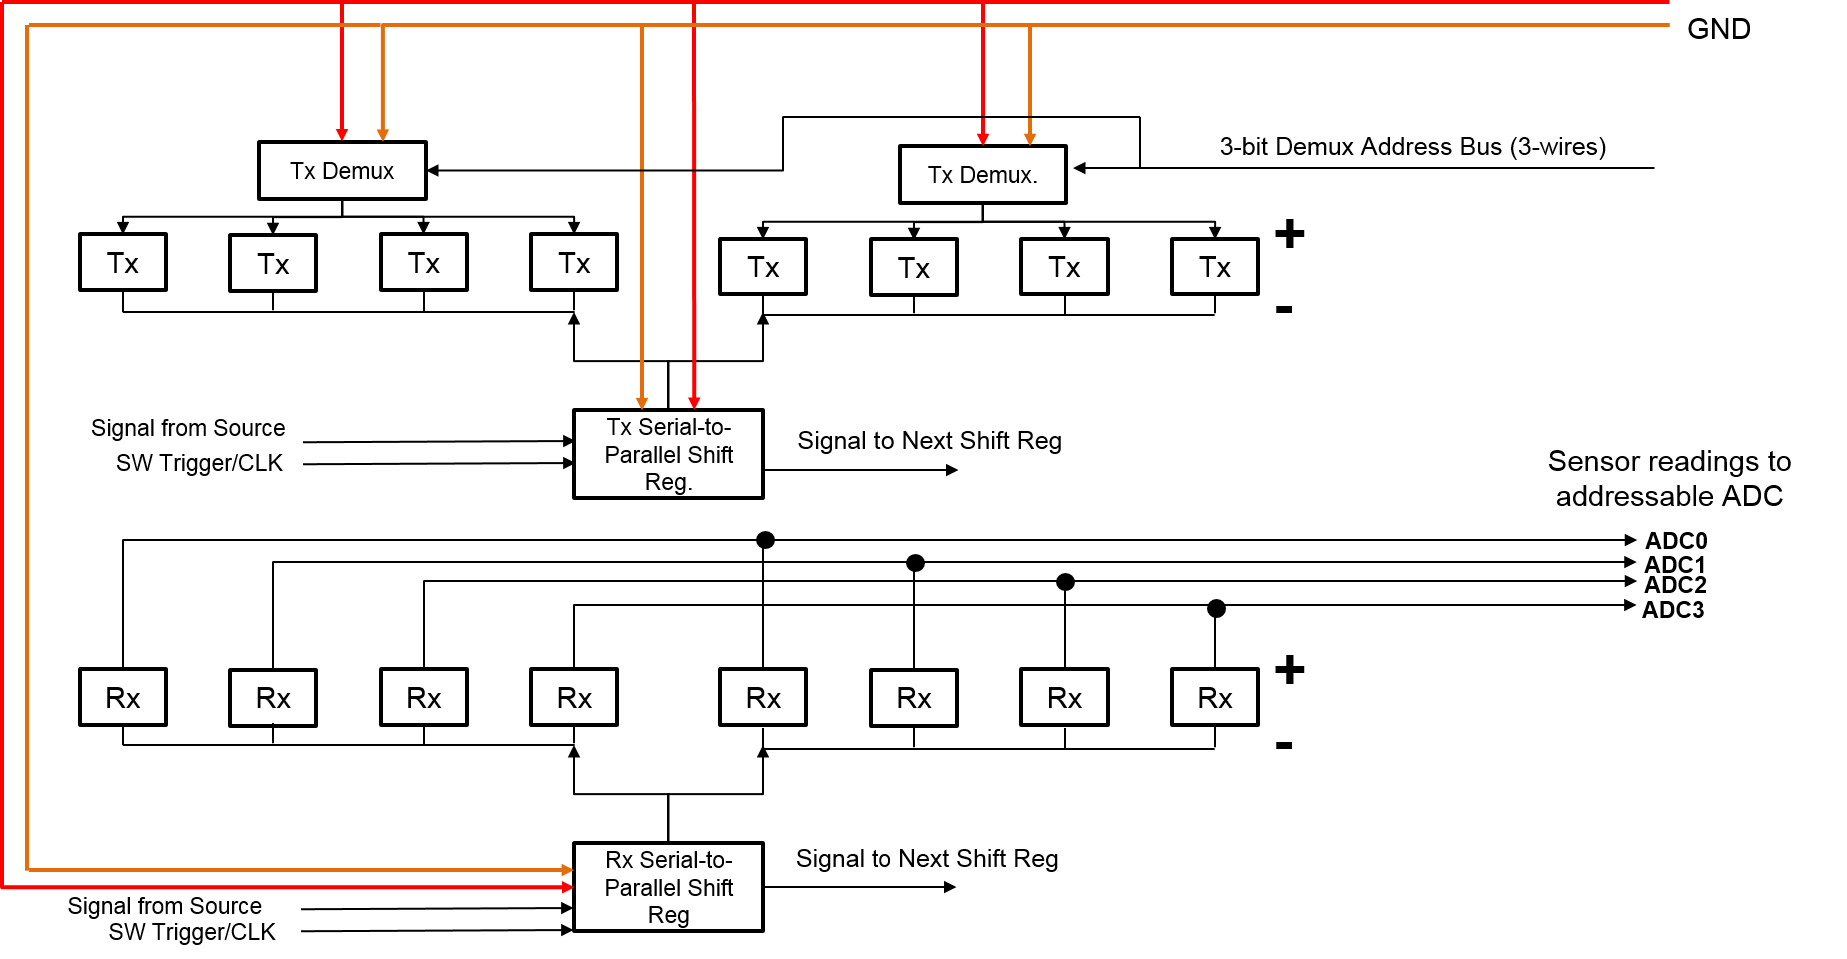 GND
3-bit Demux Address Bus (3-wires)
Tx Demux
Tx Demux.
Tx
Tx
Tx
Tx
Tx
Tx
Tx
Tx
+
-
Signal from Source
SW Trigger/CLK
Tx Serial-to-
Parallel Shift
Reg.
Signal to Next Shift Reg
Sensor readings to
addressable ADC
ADC0
ADC1
ADC2
ADC3
Rx
Rx
Rx
Rx
Rx
Rx
Rx
Rx
+
-
Rx Serial-to-
Parallel Shift
Reg
Signal to Next Shift Reg
Signal from Source
SW Trigger/CLK